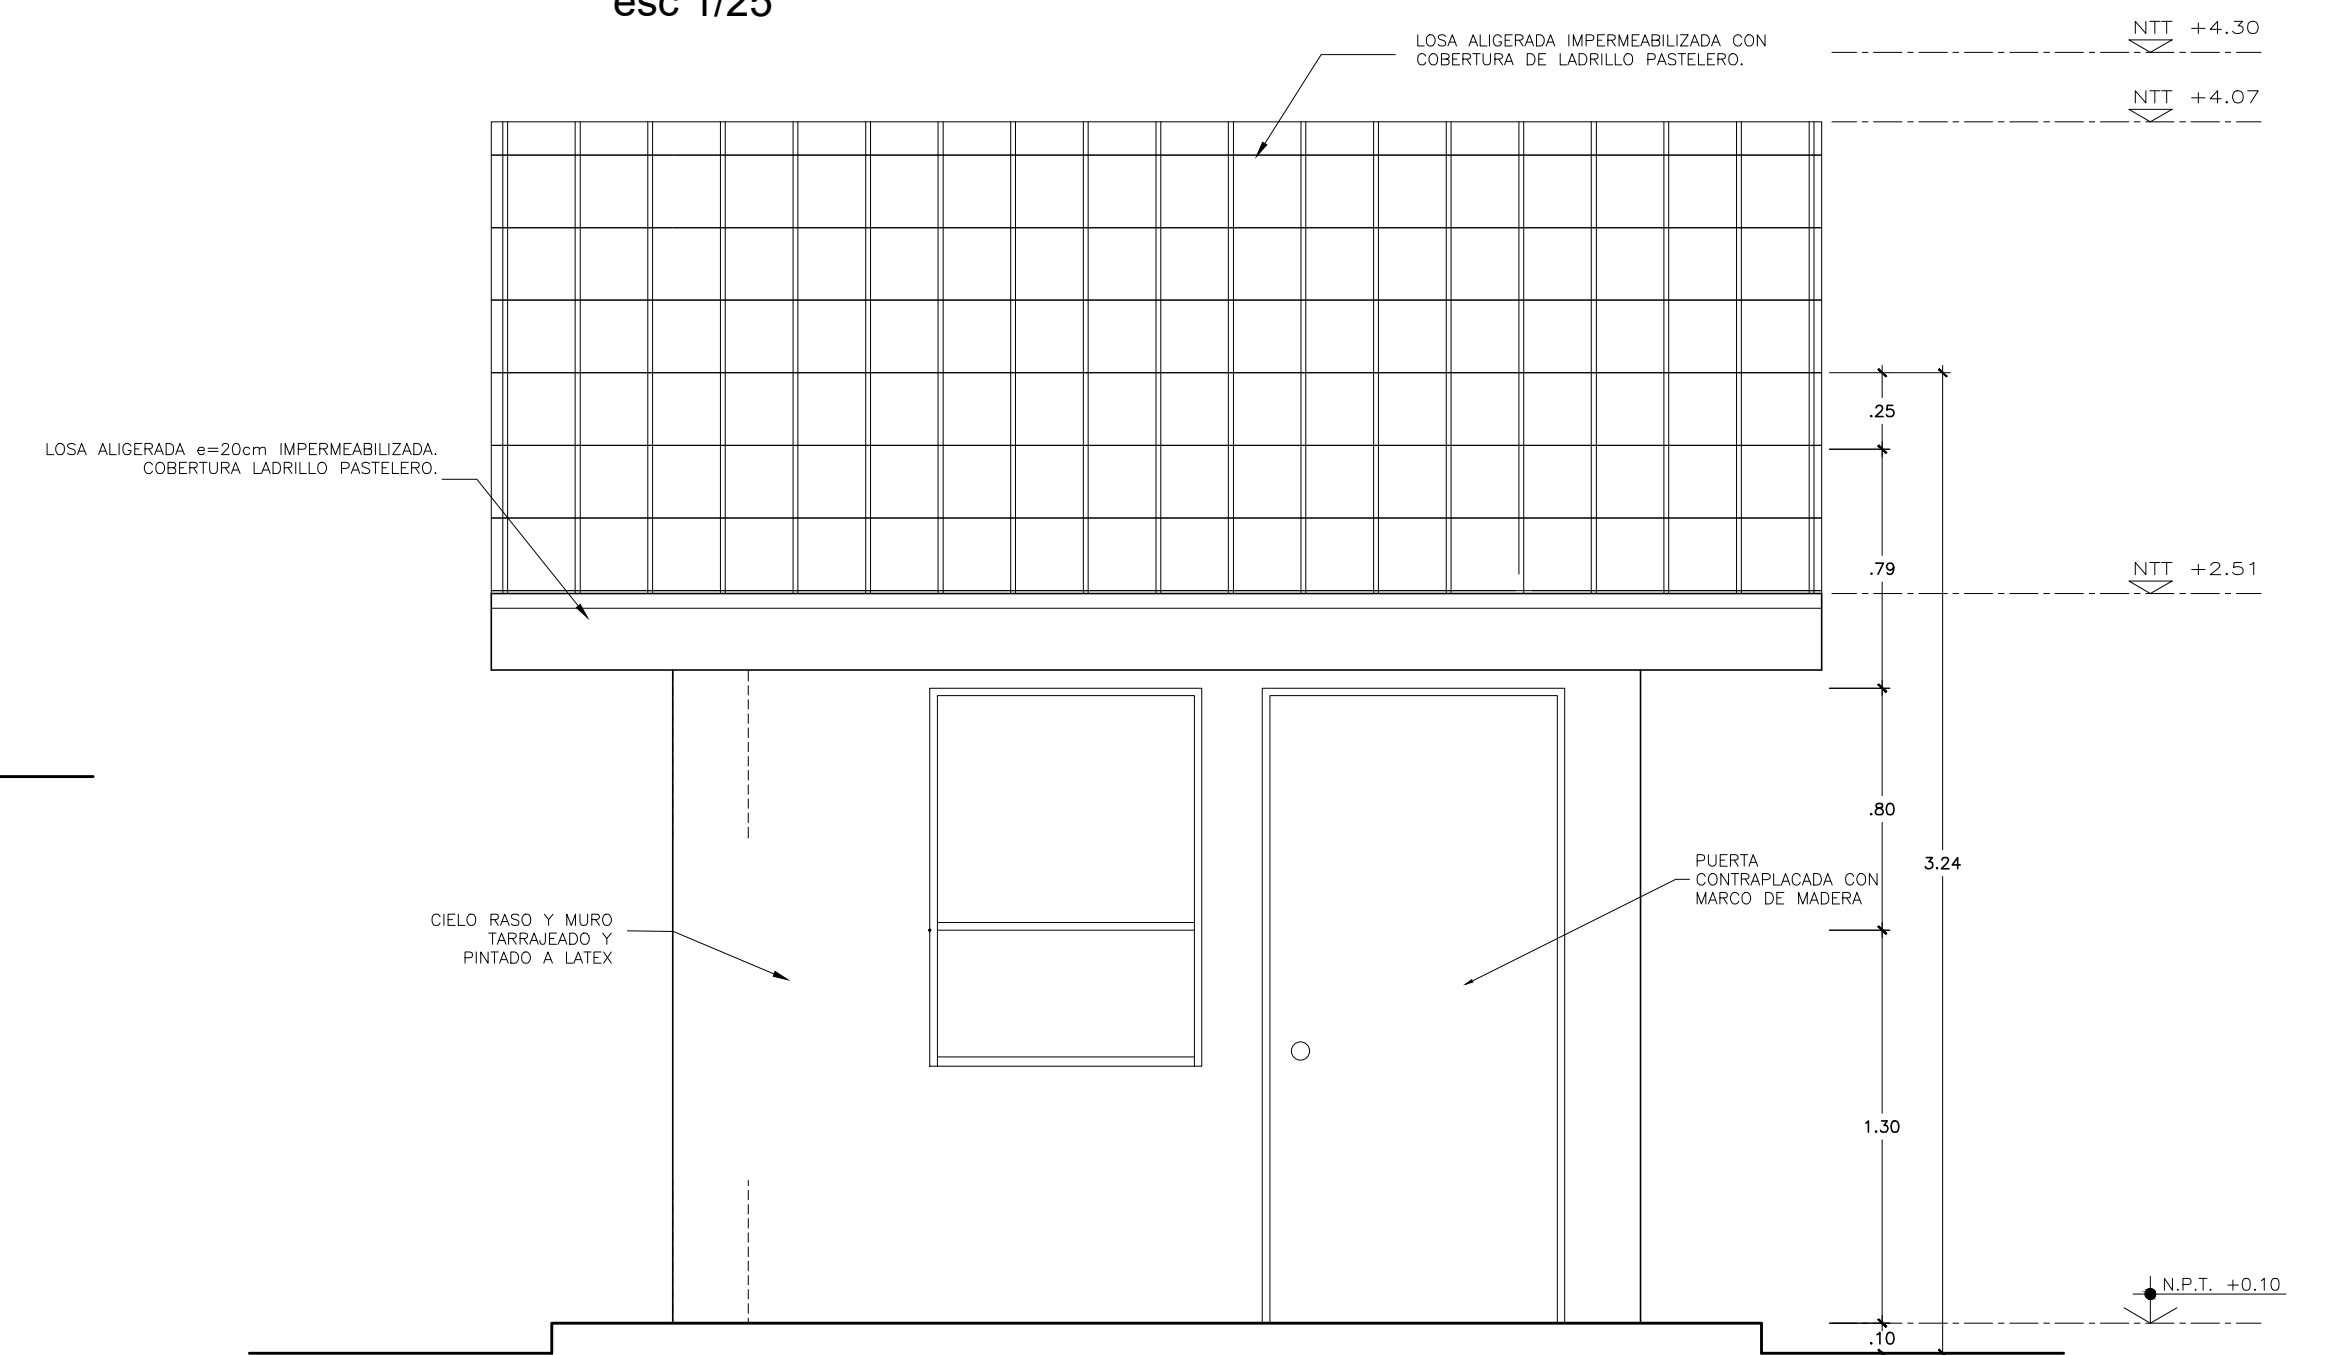 esc 1/25
LOSA ALIGERADA IMPERMEABILIZADA CON
COBERTURA DE LADRILLO PASTELERO.
NTT +4.30
NTT +4.07
.25
LOSA ALIGERADA e=20cm IMPERMEABILIZADA.
COBERTURA LADRILLO PASTELERO.
.79
NTT +2.51
.80
3.24
PUERTA
CONTRAPLACADA CON
MARCO DE MADERA
CIELO RASO Y MURO
TARRAJEADO Y
PINTADO A LATEX
1.30
N.P.T. +0.10
.10